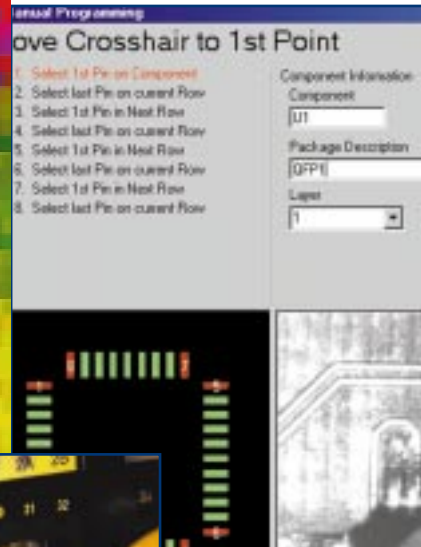 anual Programming
ove Crosshair to 1st Point
1. Select 1st Pin on Component
2. Select last Pin on current Row
3. Select 1st Pin in Next Row
4. Select last Pin on current Row
5. Select 1st Pin in Next Row
6. Select last Pin on current Row
7. Select 1st Pin in Next Row
8. Select last Pin on current Row
Component Information
Component
U1
Package Description
QFP1
Layer
1
31 32